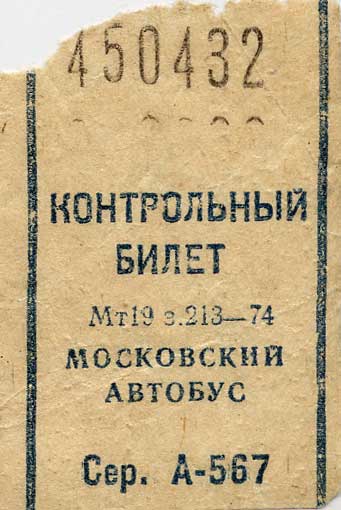 450432
КОНТРОЛЬНЫЙ
БИЛЕТ
Мт19 з.213—74
МОСКОВСКИЙ
АВТОБУС
Сер. А-567